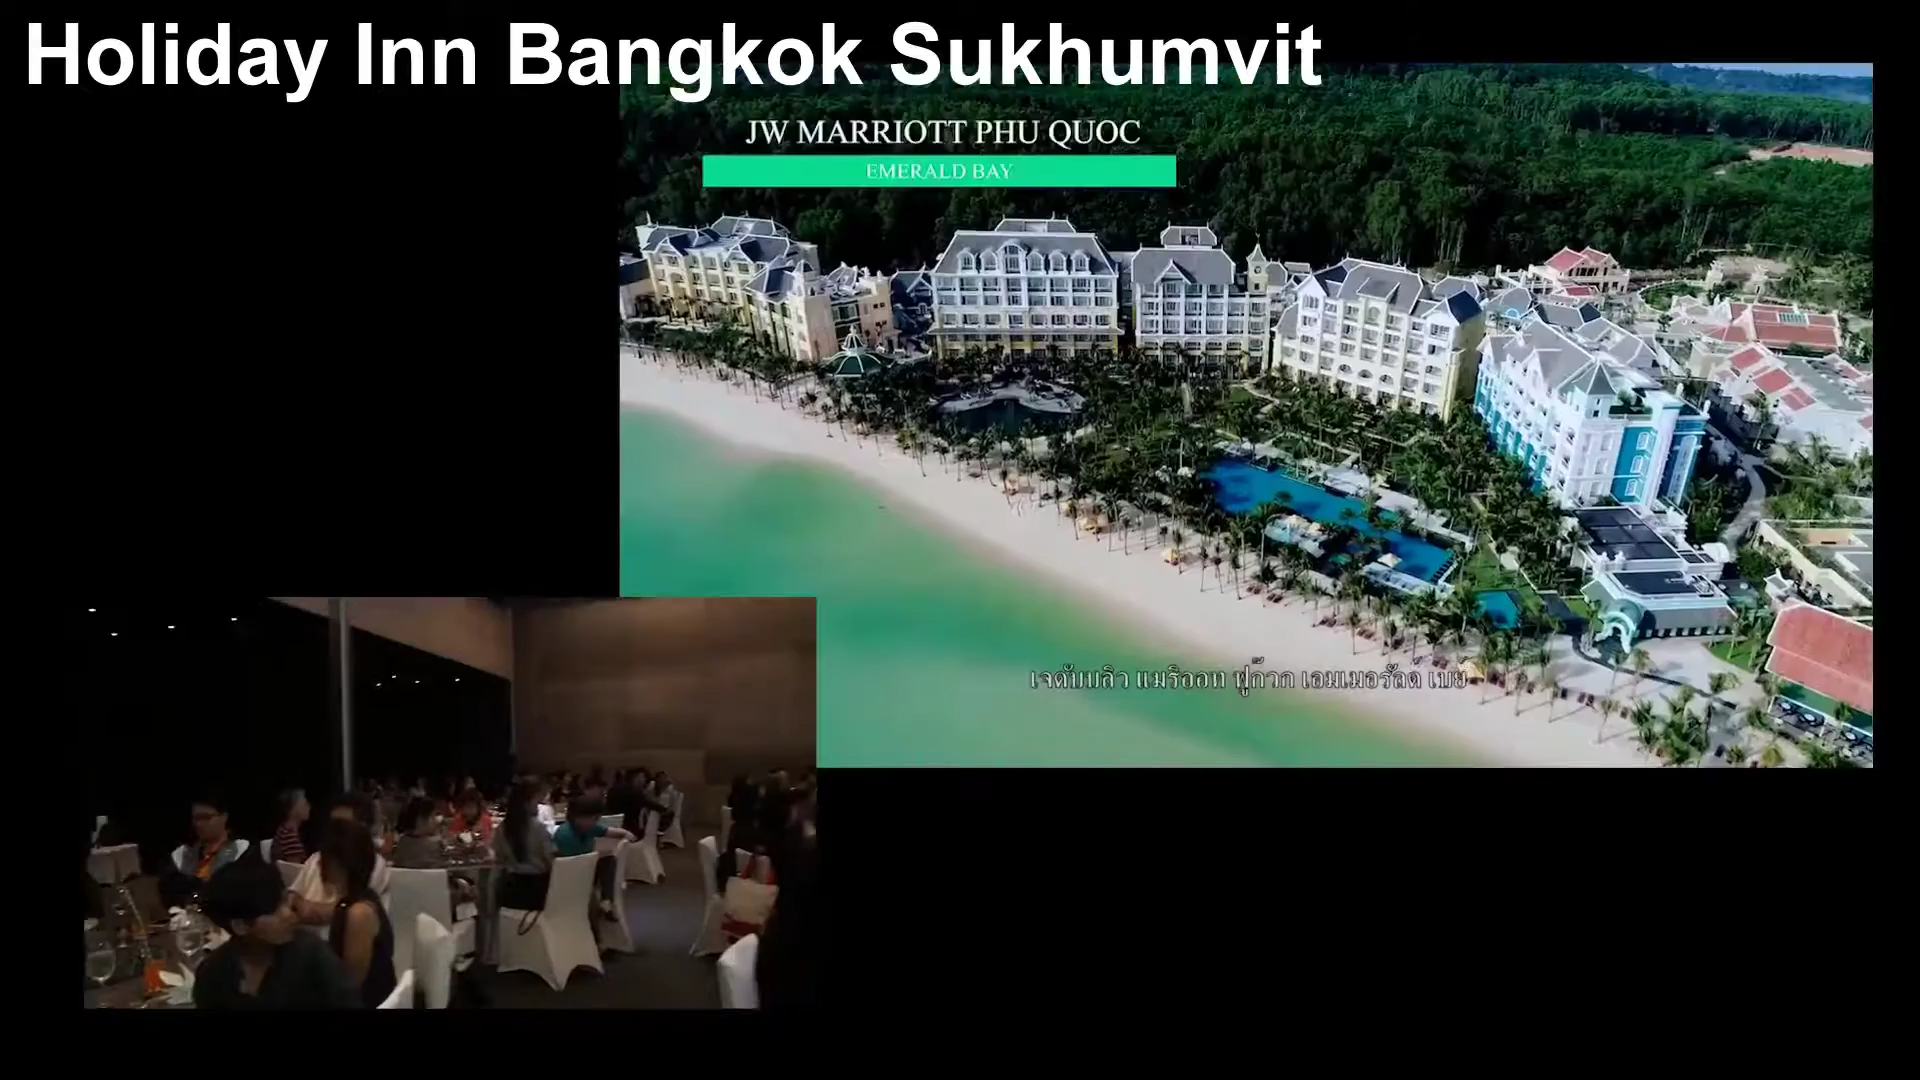 Holiday Inn Bangkok Sukhumvit
JW MARRIOTT PHU QUOC
EMERALD BAY
เจดับบลิว แมริออท ฟูก๊วก เอมเมอรัลด์ เบย์